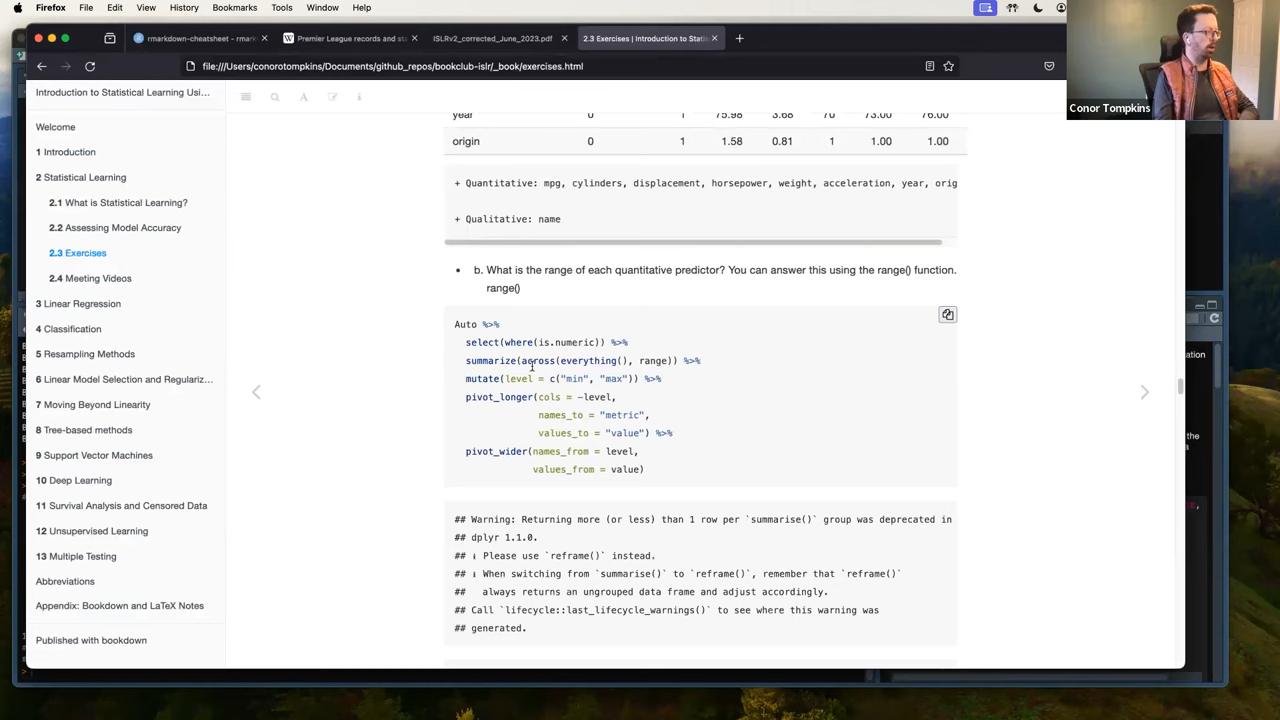 Firefox File Edit View History Bookmarks Tools Window Help
rmarkdown-cheatsheet - rmarkd
Premier League records and st
ISLRv2_corrected_June_2023.pdf
2.3 Exercises | Introduction to Stati
file:///Users/conorotompkins/Documents/github_repos/bookclub-islr/_book/exercises.html
Conor Tompkins
Introduction to Statistical Learning Usi...
Welcome
1 Introduction
2 Statistical Learning
2.1 What is Statistical Learning?
2.2 Assessing Model Accuracy
2.3 Exercises
2.4 Meeting Videos
3 Linear Regression
4 Classification
5 Resampling Methods
6 Linear Model Selection and Regulariz...
7 Moving Beyond Linearity
8 Tree-based methods
9 Support Vector Machines
10 Deep Learning
11 Survival Analysis and Censored Data
12 Unsupervised Learning
13 Multiple Testing
Abbreviations
Appendix: Bookdown and LaTeX Notes
Published with bookdown
year 0 1 75.98 3.68 70 73.00 76.00
origin 0 1 1.58 0.81 1 1.00 1.00
+ Quantitative: mpg, cylinders, displacement, horsepower, weight, acceleration, year, orig
+ Qualitative: name
• b. What is the range of each quantitative predictor? You can answer this using the range() function.
range()
Auto %>%
select(where(is.numeric)) %>%
summarize(across(everything(), range)) %>%
mutate(level = c("min", "max")) %>%
pivot_longer(cols = -level,
names_to = "metric",
values_to = "value") %>%
pivot_wider(names_from = level,
values_from = value)
## Warning: Returning more (or less) than 1 row per `summarise()` group was deprecated in
## dplyr 1.1.0.
## ℹ Please use `reframe()` instead.
## ℹ When switching from `summarise()` to `reframe()`, remember that `reframe()`
## always returns an ungrouped data frame and adjust accordingly.
## Call `lifecycle::last_lifecycle_warnings()` to see where this warning was
## generated.